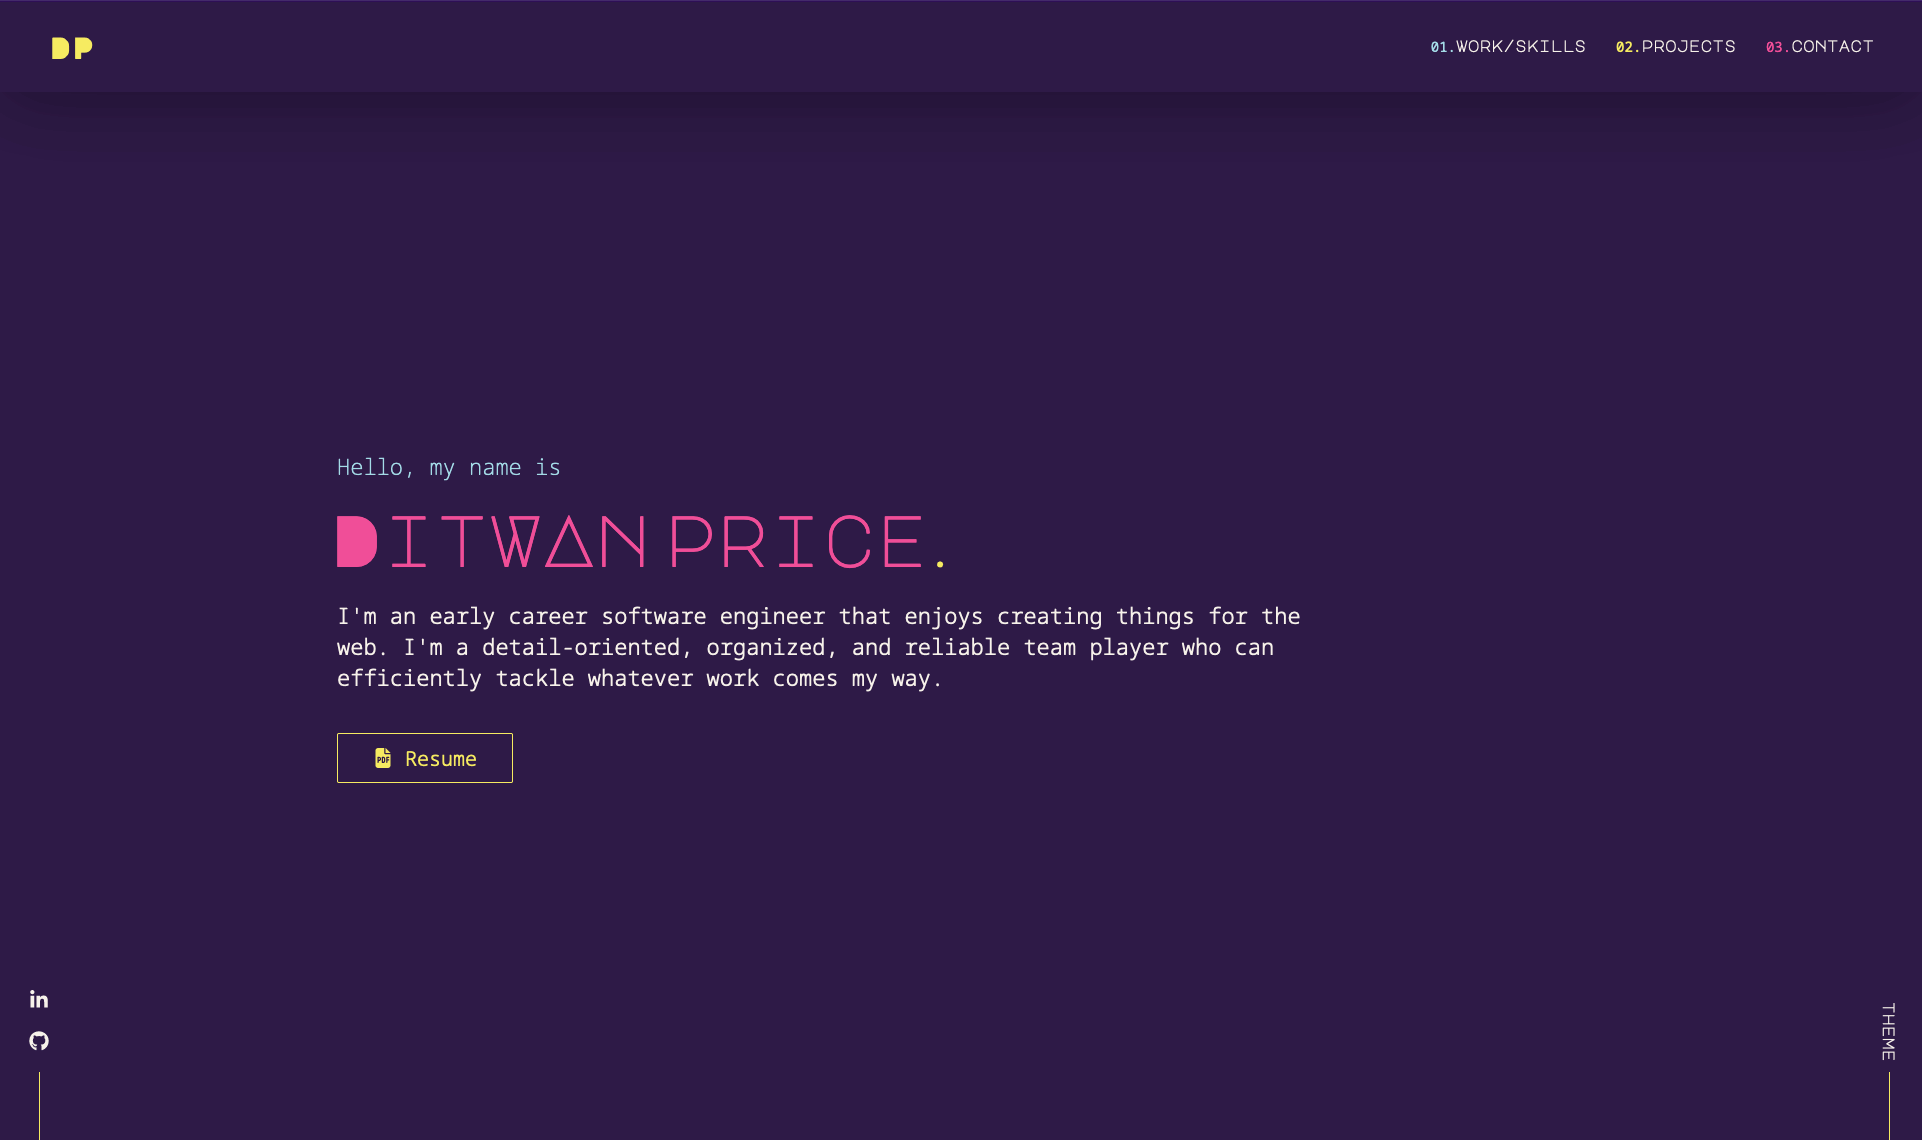 DP
01.WORK/SKILLS 02.PROJECTS 03.CONTACT
Hello, my name is
DITWAN PRICE.
I'm an early career software engineer that enjoys creating things for the
web. I'm a detail-oriented, organized, and reliable team player who can
efficiently tackle whatever work comes my way.
PDF Resume
in
THEME